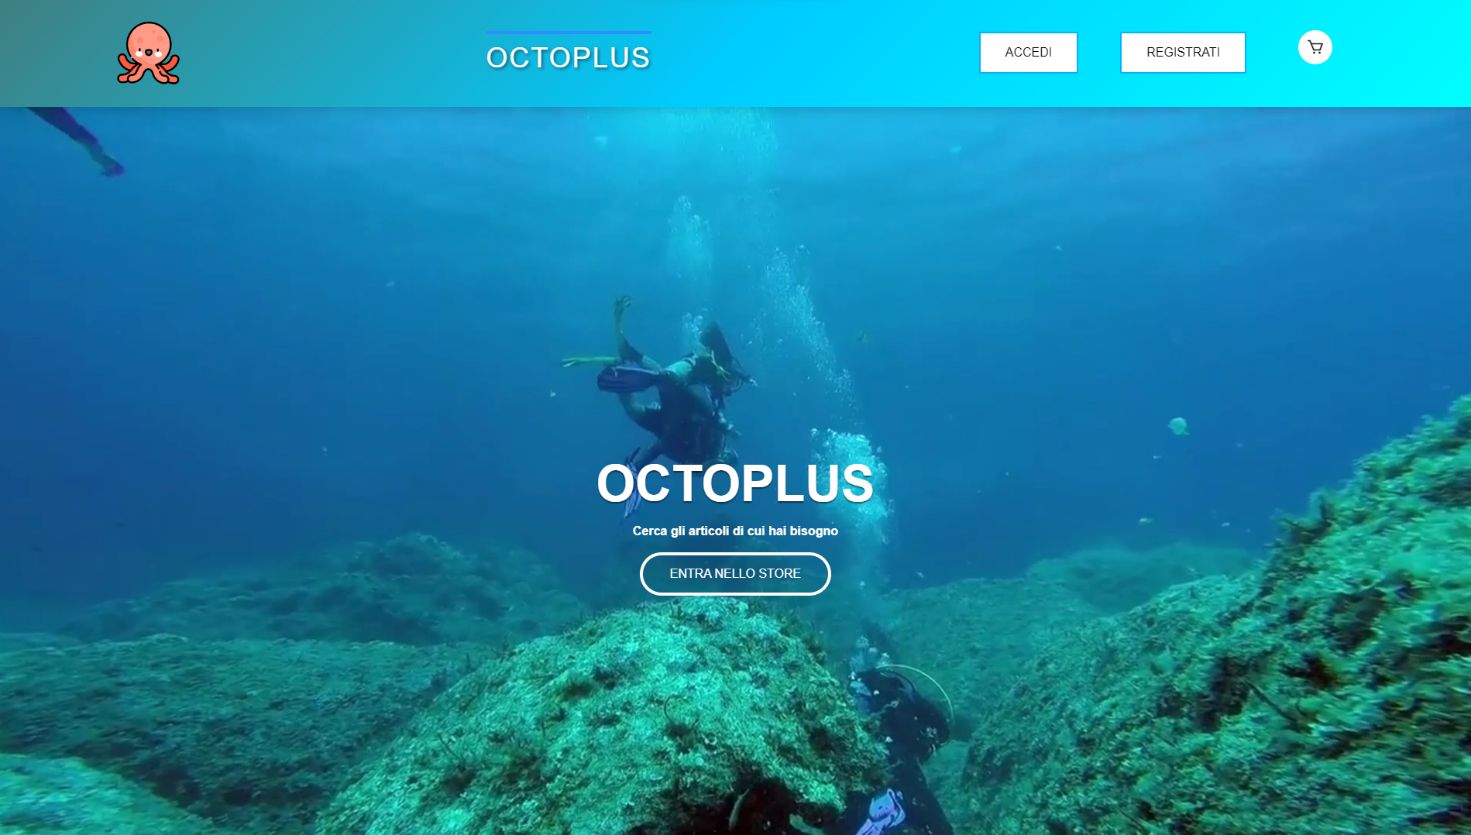 OCTOPLUS
ACCEDI
REGISTRATI
OCTOPLUS
Cerca gli articoli di cui hai bisogno
ENTRA NELLO STORE